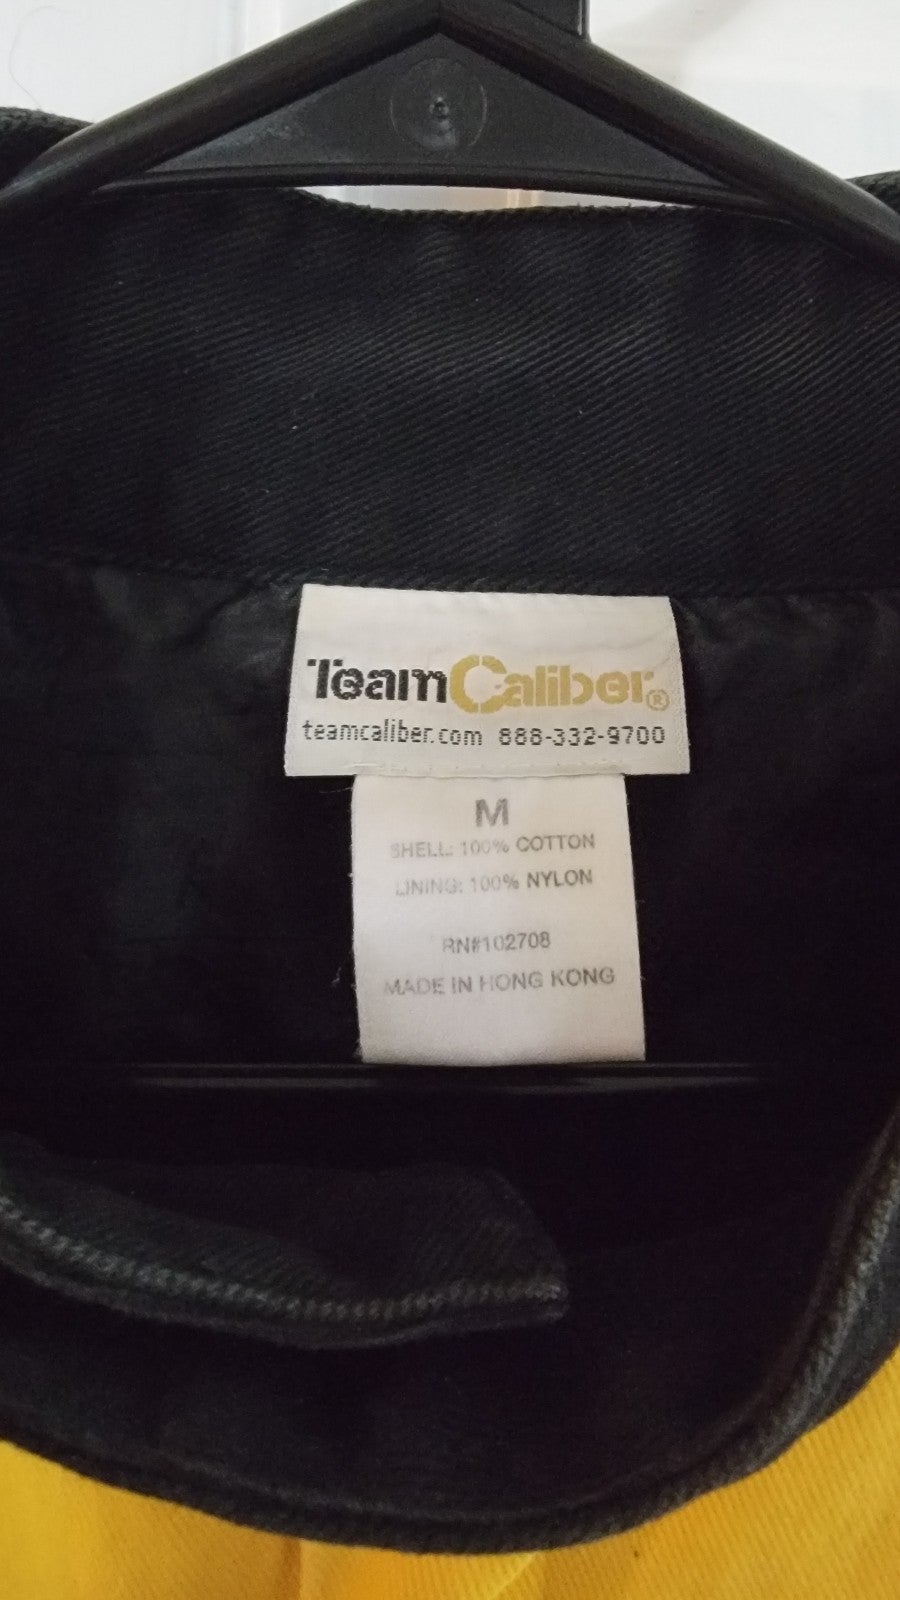 TeamCaliber®
teamcaliber.com 888-332-9700
M
SHELL: 100% COTTON
LINING: 100% NYLON
RN#102708
MADE IN HONG KONG